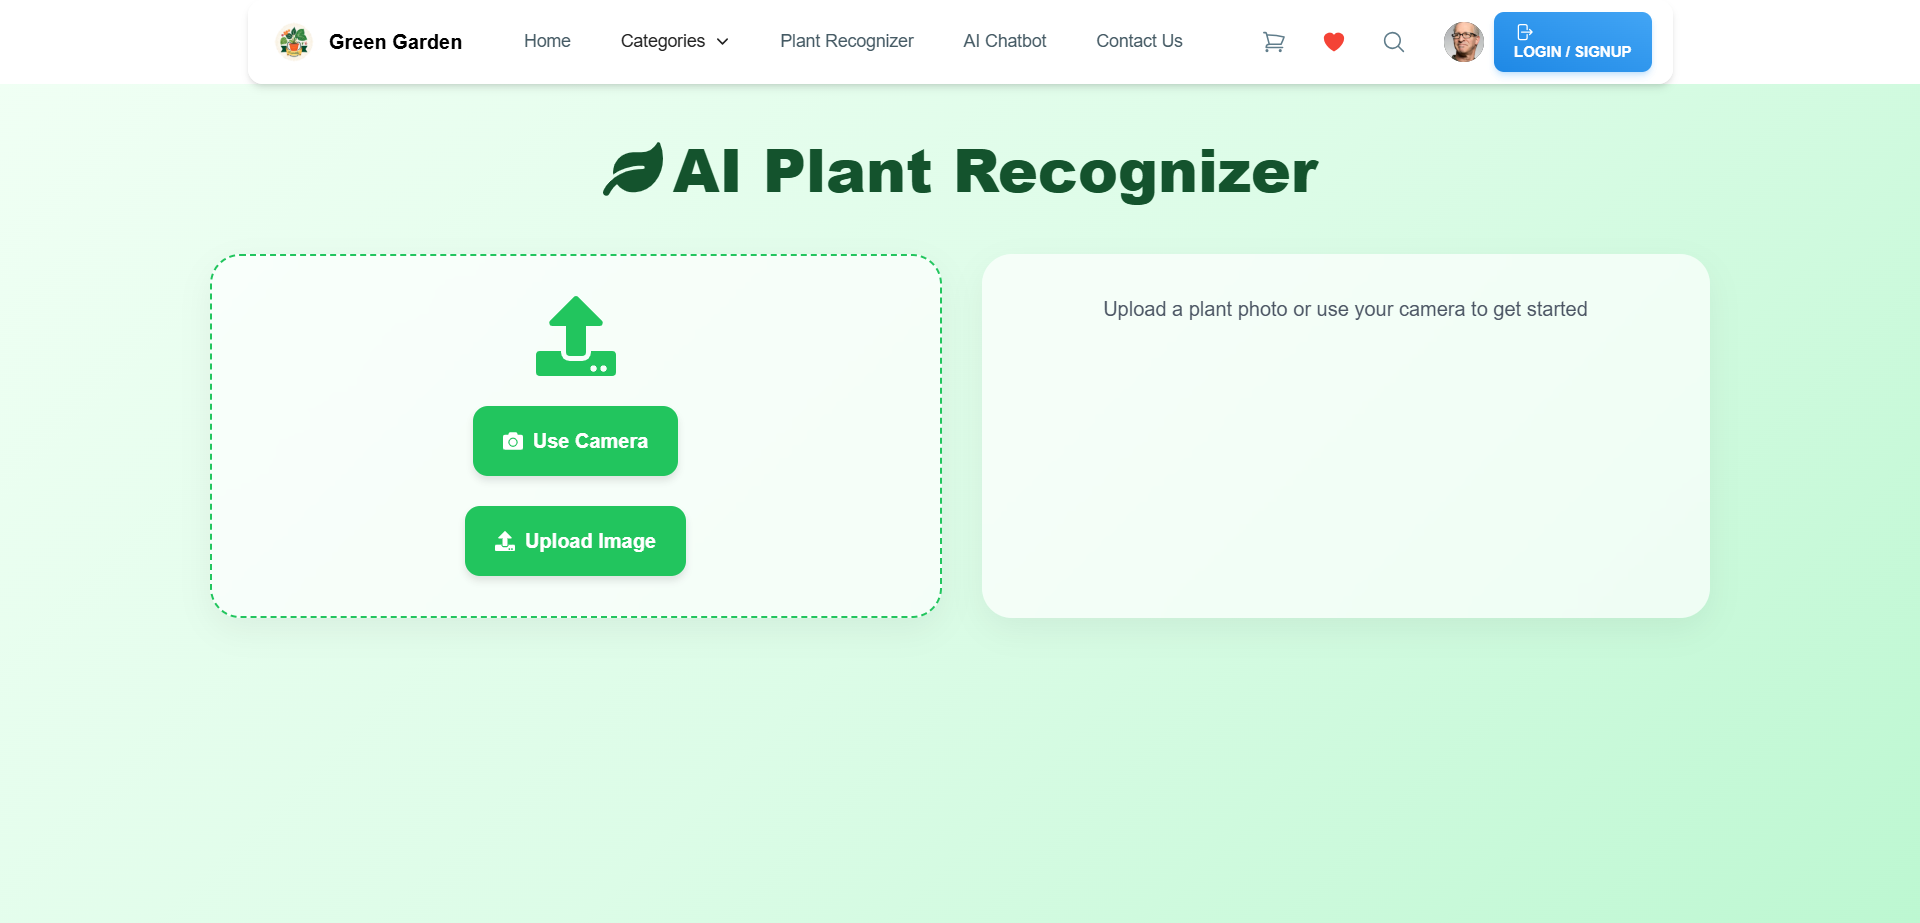 Green Garden
Home
Categories
Plant Recognizer
AI Chatbot
Contact Us
LOGIN / SIGNUP
AI Plant Recognizer
Use Camera
Upload Image
Upload a plant photo or use your camera to get started